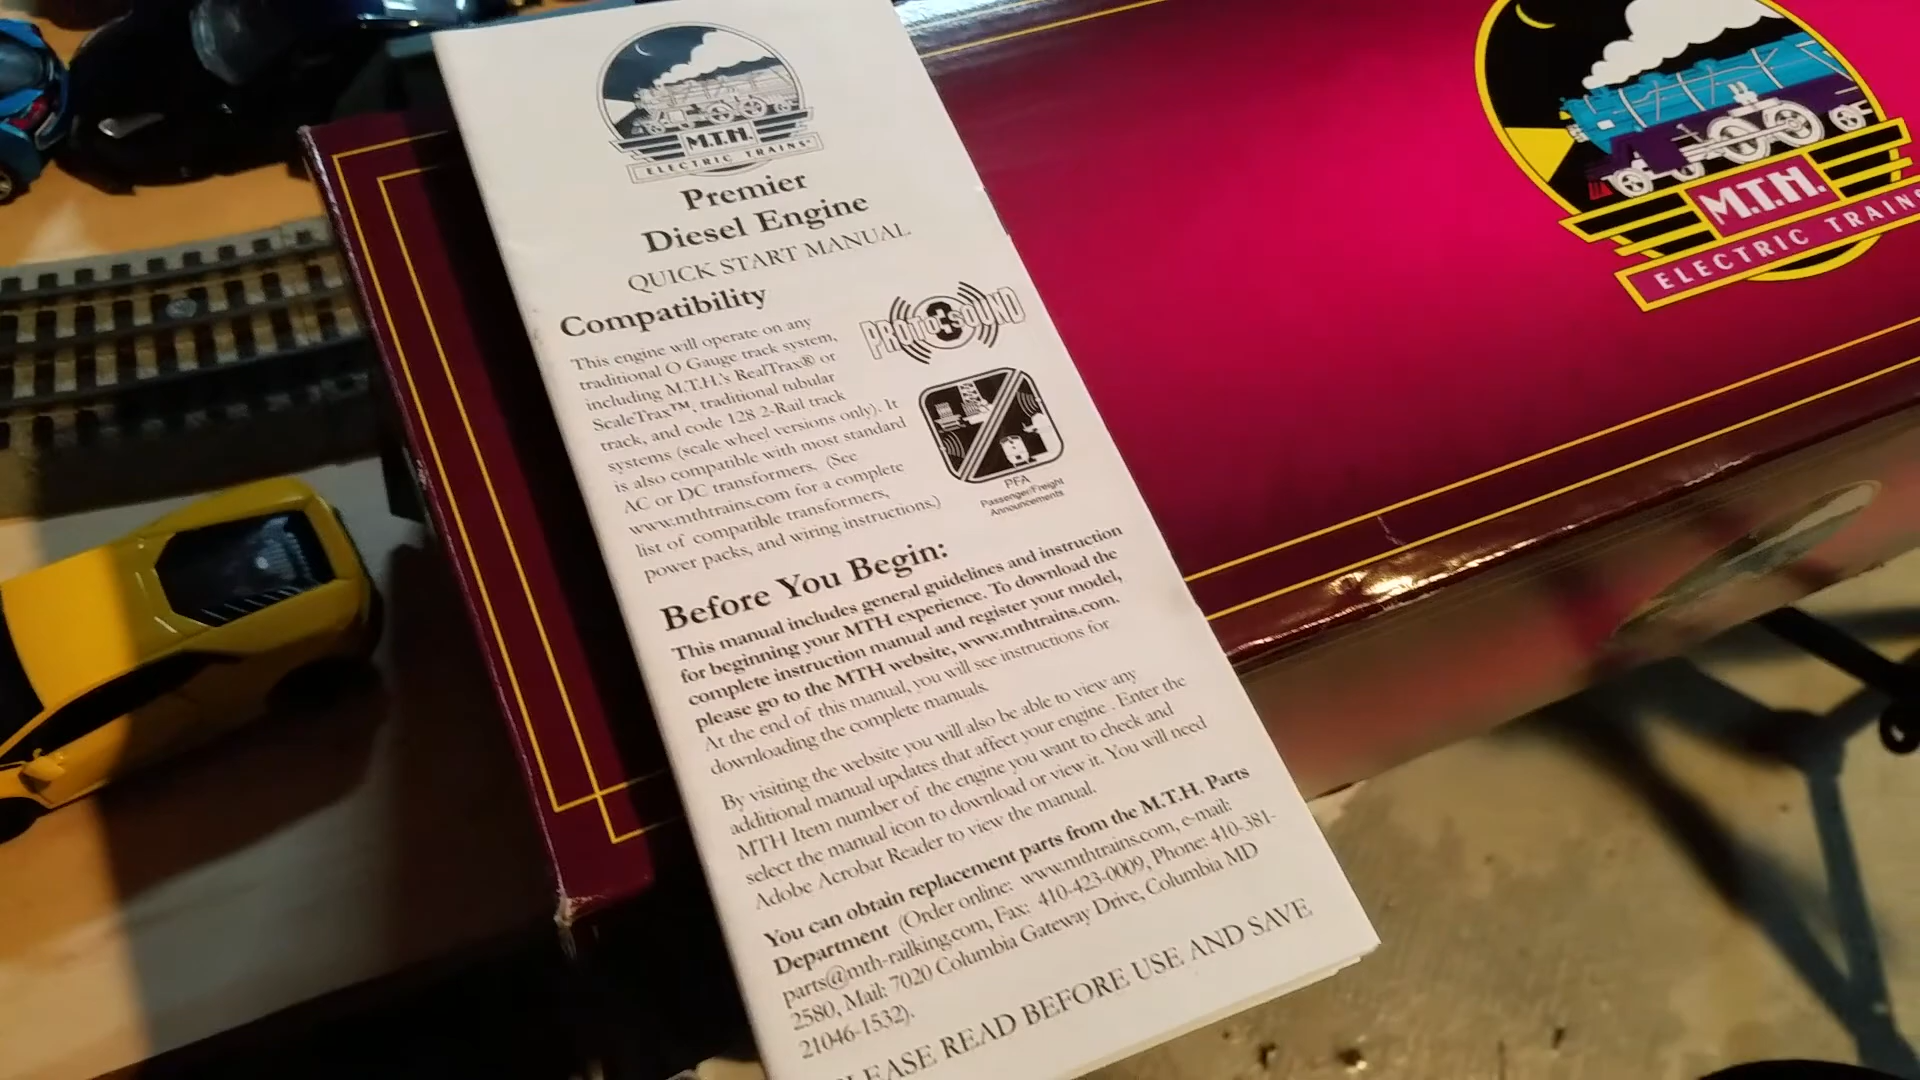 M.T.H.
ELECTRIC TRAINS
Premier
Diesel Engine
QUICK START MANUAL
Compatibility
This engine will operate on any
traditional O Gauge track system,
including M.T.H.'s RealTrax® or
ScaleTrax™, traditional tubular
track, and code 128 2-Rail track
systems (scale wheel versions only). It
is also compatible with most standard
AC or DC transformers. (See
www.mthtrains.com for a complete
list of compatible transformers,
power packs, and wiring instructions.)
PROTO-SOUND 3
PFA
Passenger/Freight
Announcements
Before You Begin:
This manual includes general guidelines and instruction
for beginning your MTH experience. To download the
complete instruction manual and register your model,
please go to the MTH website, www.mthtrains.com.
At the end of this manual, you will see instructions for
downloading the complete manuals.
By visiting the website you will also be able to view any
additional manual updates that affect your engine . Enter the
MTH Item number of the engine you want to check and
select the manual icon to download or view it. You will need
Adobe Acrobat Reader to view the manual.
You can obtain replacement parts from the M.T.H. Parts
Department (Order online: www.mthtrains.com, e-mail:
parts@mth-railking.com, Fax: 410-423-0009, Phone: 410-381-
2580, Mail: 7020 Columbia Gateway Drive, Columbia MD
21046-1532).
PLEASE READ BEFORE USE AND SAVE
M.T.H.
ELECTRIC TRAINS